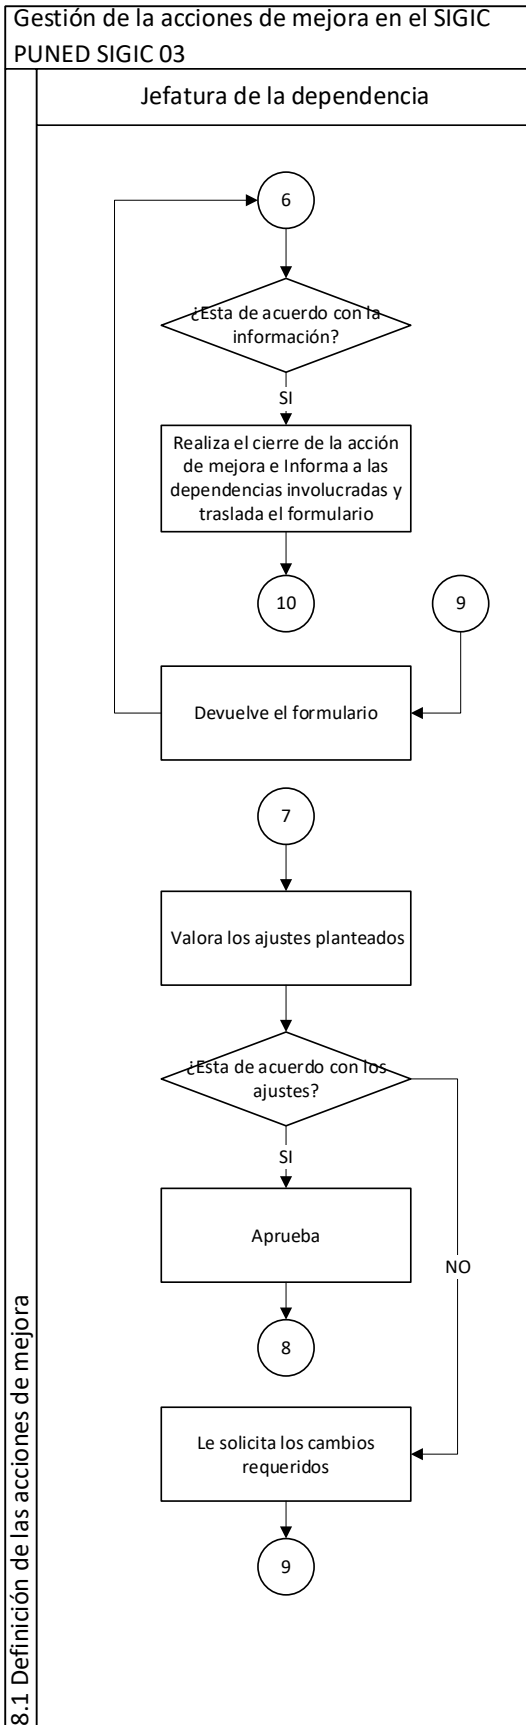 Gestión de la acciones de mejora en el SIGIC
PUNED SIGIC 03
Jefatura de la dependencia
6
¿Esta de acuerdo con la
información?
SI
Realiza el cierre de la acción
de mejora e Informa a las
dependencias involucradas y
traslada el formulario
10
9
Devuelve el formulario
7
Valora los ajustes planteados
¿Esta de acuerdo con los
ajustes?
SI
Aprueba
NO
8
Le solicita los cambios
requeridos
9
8.1 Definición de las acciones de mejora